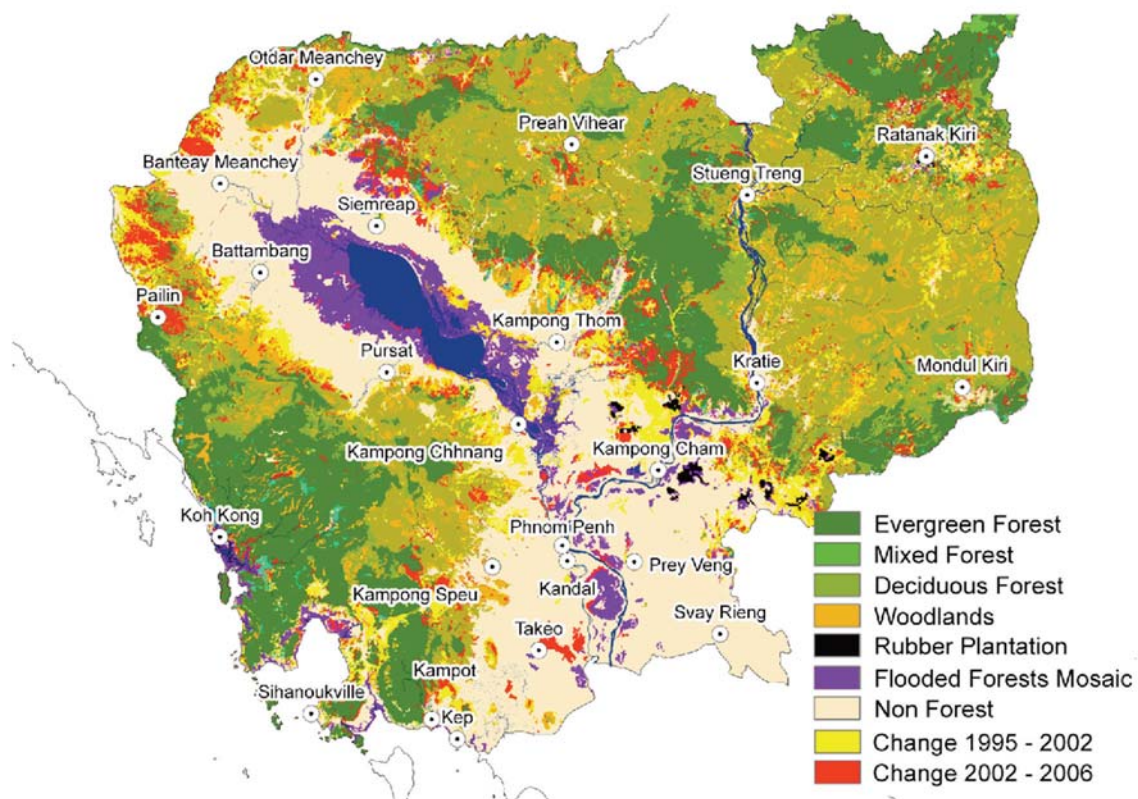 Otdar Meanchey
Preah Vihear
Ratanak Kiri
Banteay Meanchey
Stueng Treng
Siemreap
Battambang
Pailin
Kampong Thom
Pursat
Kratie
Mondul Kiri
Kampong Chhnang
Kampong Cham
Koh Kong
Phnom Penh
Prey Veng
Kandal
Kampong Speu
Svay Rieng
Takeo
Kampot
Sihanoukville
Kep
Evergreen Forest
Mixed Forest
Deciduous Forest
Woodlands
Rubber Plantation
Flooded Forests Mosaic
Non Forest
Change 1995 - 2002
Change 2002 - 2006